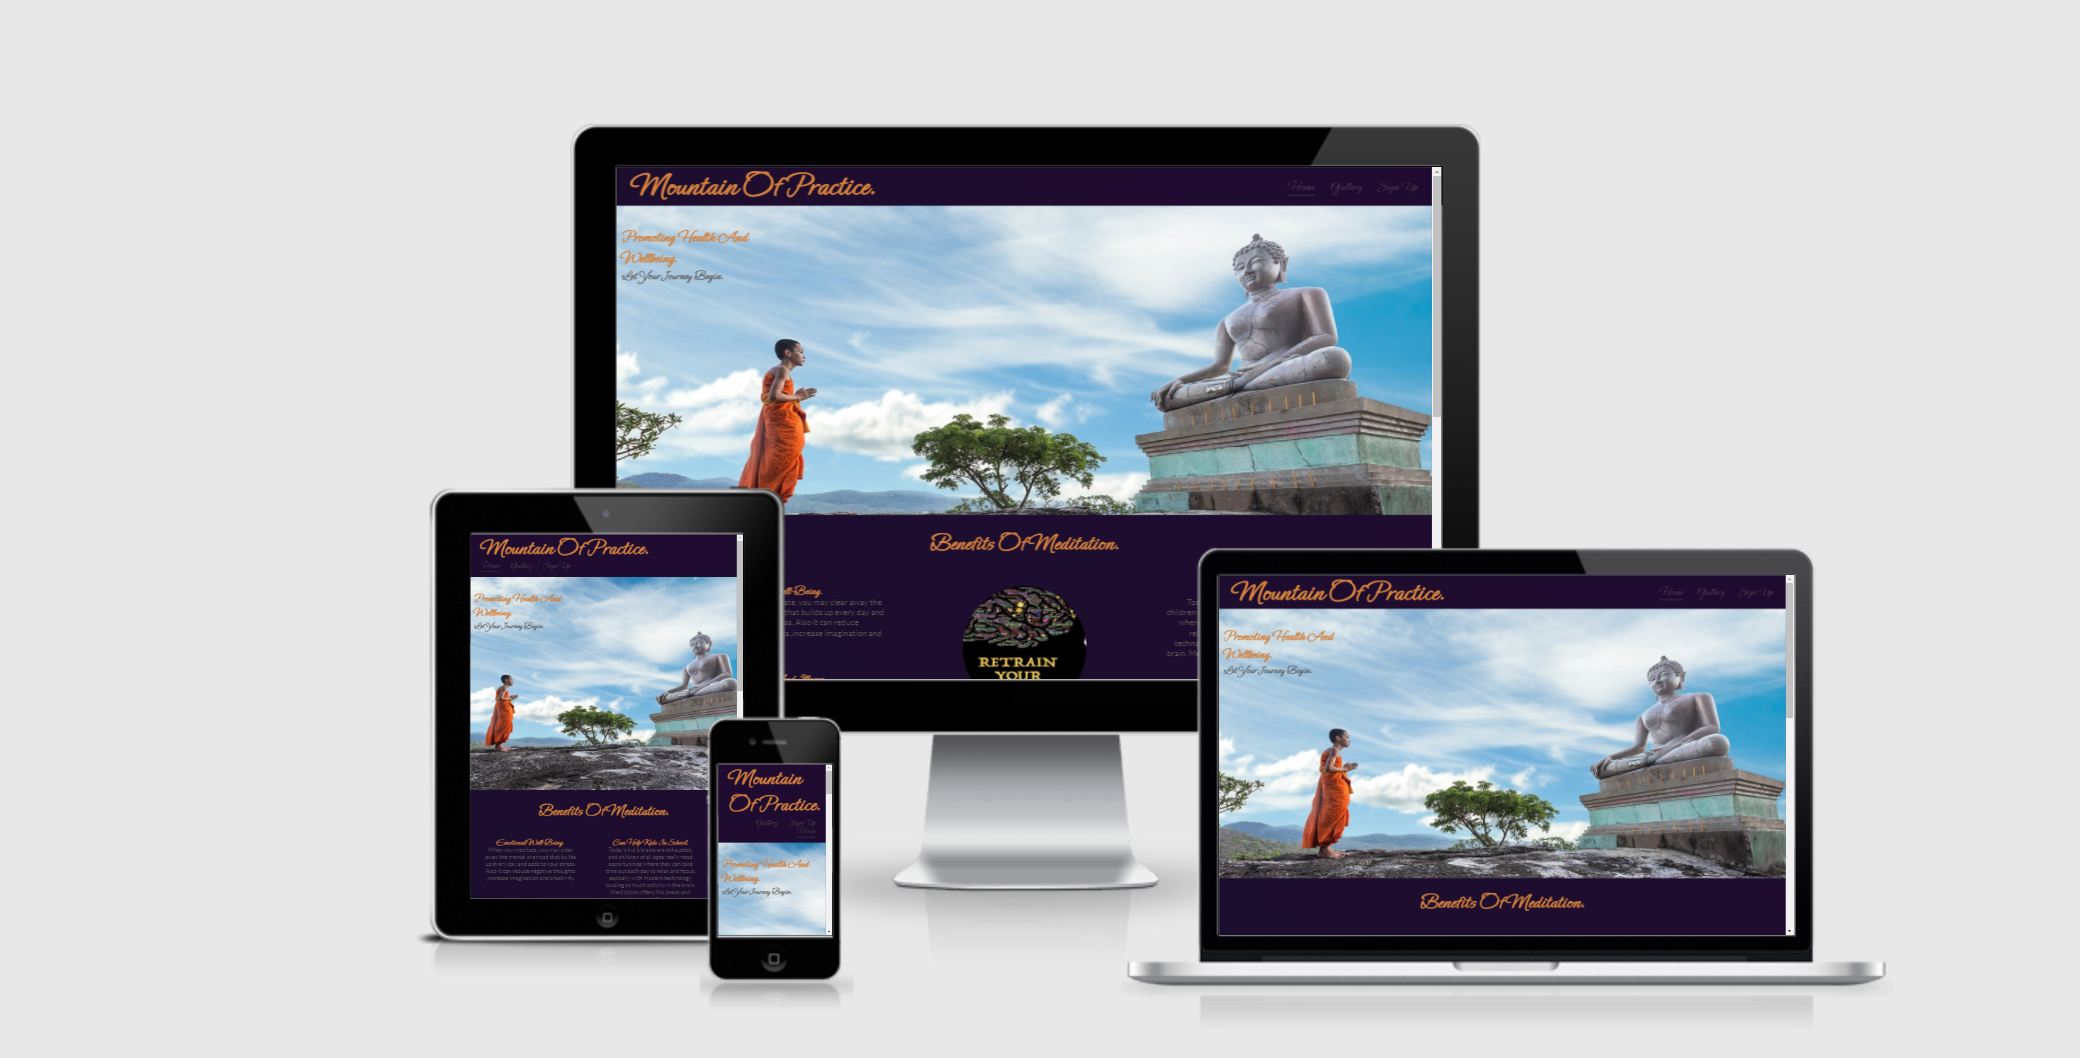 Mountain Of Practice.
Home Gallery Sign Up
Promoting Health And
Wellbeing.
Let Your Journey Begin.
Benefits Of Meditation.
ell-Being.
ate, you may clear away the
that builds up every day and
ss. Also it can reduce
s ,increase imagination and
RETRAIN
YOUR
children
brain. Me
Mountain Of Practice.
Home Gallery Sign Up
Promoting Health And
Wellbeing.
Let Your Journey Begin.
Benefits Of Meditation.
Emotional Well-Being.
When you meditate, you may clear
away the mental overload that builds
up every day and adds to your stress.
Also it can reduce negative thoughts
,increase imagination and creativity.
Can Help Kids In School.
Today's kid's brains are exhausted,
and children of all ages really need
opportunities where they can take
time out each day to relax and focus,
espically with modern technology
causing so much activity in the brain.
Meditation offers this break and
Mountain
Of Practice.
Gallery Sign Up
Home
Promoting Health And
Wellbeing.
Let Your Journey Begin.
Mountain Of Practice.
Home Gallery Sign Up
Promoting Health And
Wellbeing.
Let Your Journey Begin.
Benefits Of Meditation.